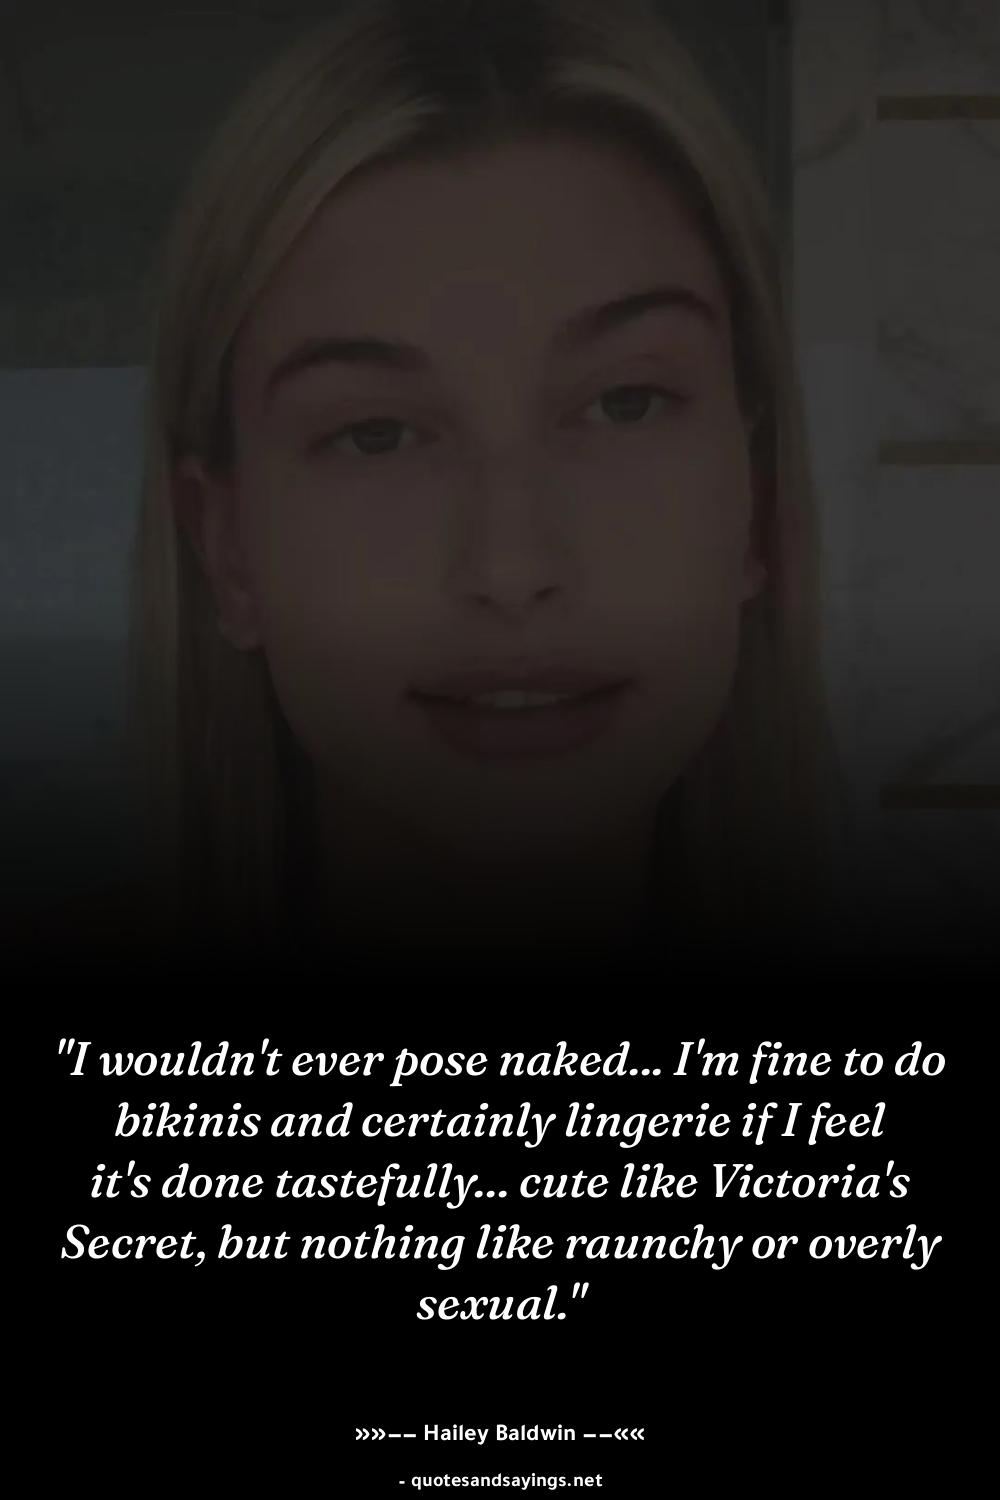 "I wouldn't ever pose naked... I'm fine to do
bikinis and certainly lingerie if I feel
it's done tastefully... cute like Victoria's
Secret, but nothing like raunchy or overly
sexual."
»»−− Hailey Baldwin −−««
- quotesandsayings.net